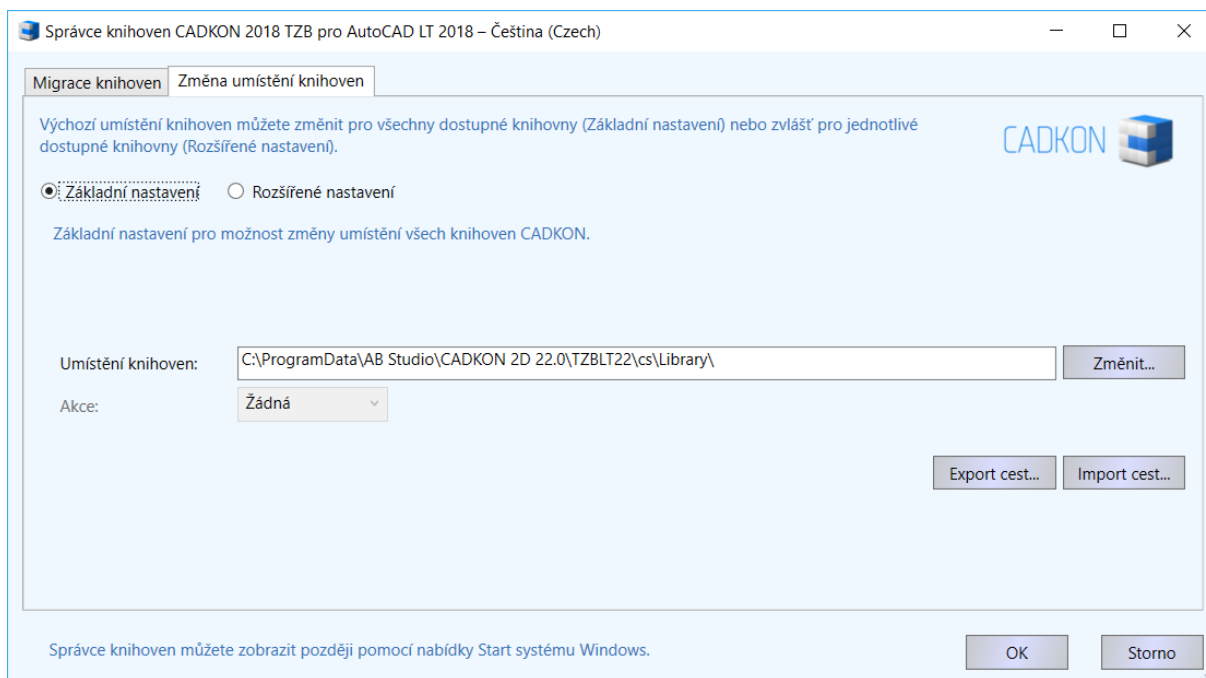 Správce knihoven CADKON 2018 TZB pro AutoCAD LT 2018 – Čeština (Czech)
Migrace knihoven
Změna umístění knihoven
Výchozí umístění knihoven můžete změnit pro všechny dostupné knihovny (Základní nastavení) nebo zvlášť pro jednotlivé
dostupné knihovny (Rozšířené nastavení).
CADKON
Základní nastavení
Rozšířené nastavení
Základní nastavení pro možnost změny umístění všech knihoven CADKON.
Umístění knihoven:
C:\ProgramData\AB Studio\CADKON 2D 22.0\TZBLT22\cs\Library\
Změnit...
Akce:
Žádná
Export cest...
Import cest...
Správce knihoven můžete zobrazit později pomocí nabídky Start systému Windows.
OK
Storno